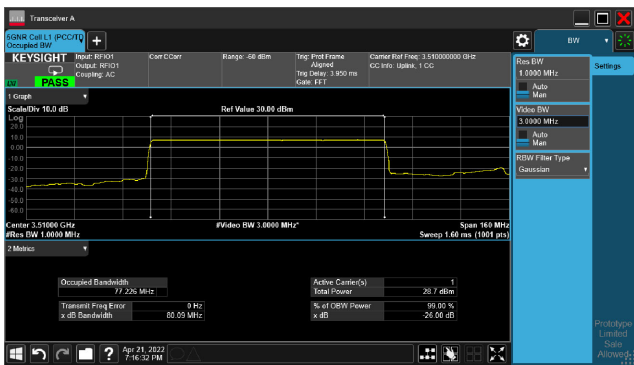 Transceiver A
5GNR Cell L1 (PCC/TD
Occupied BW
+
BW
KEYSIGHT
Input: RFIO1
Output: RFIO1
Coupling: AC
Corr CCorr
Range: -60 dBm
Trig: Prot Frame
Aligned
Trig Delay: 3.950 ms
Gate: FFT
Carrier Ref Freq: 3.510000000 GHz
CC Info: Uplink, 1 CC
PASS
1 Graph
Scale/Div 10.0 dB
Ref Value 30.00 dBm
Log
20.0
10.0
0.00
-10.0
-20.0
-30.0
-40.0
-50.0
-60.0
Center 3.51000 GHz
#Video BW 3.0000 MHz*
Span 160 MHz
#Res BW 1.0000 MHz
Sweep 1.60 ms (1001 pts)
2 Metrics
Occupied Bandwidth
77.226 MHz
Transmit Freq Error 0 Hz
x dB Bandwidth 80.09 MHz
Active Carrier(s) 1
Total Power 28.7 dBm
% of OBW Power 99.00 %
x dB -26.00 dB
Res BW
1.0000 MHz
Auto
Man
Video BW
3.0000 MHz
Auto
Man
RBW Filter Type
Gaussian
Settings
Prototype
Limited
Sale
Allowed
?
Apr 21, 2022
7:16:32 PM